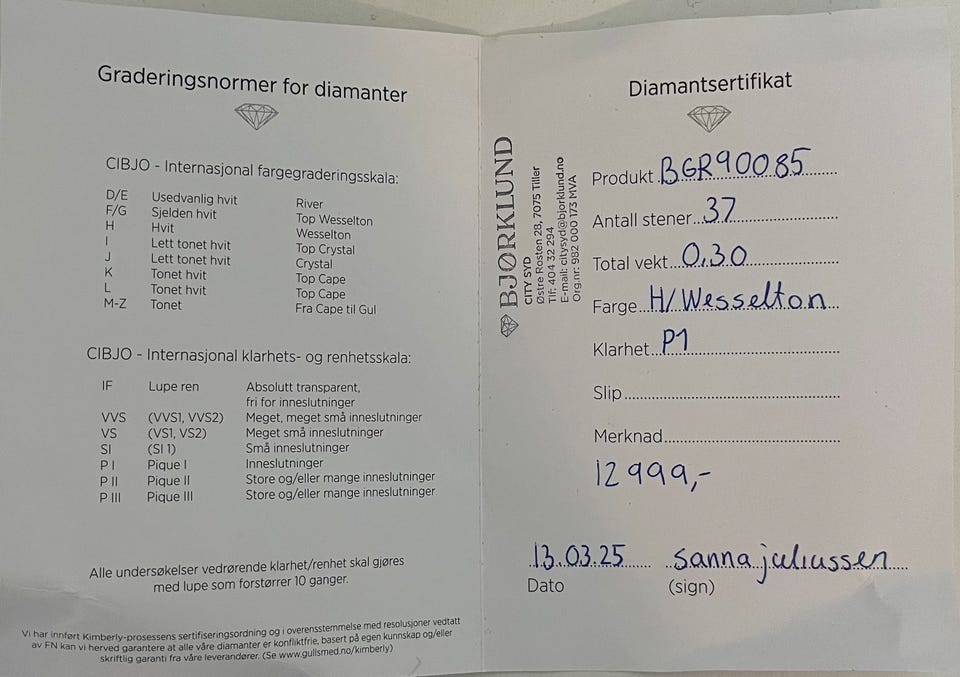 Graderingsnormer for diamanter
CIBJO - Internasjonal fargegraderingsskala:
D/E Usedvanlig hvit River
F/G Sjelden hvit Top Wesselton
H Hvit Wesselton
I Lett tonet hvit Top Crystal
J Lett tonet hvit Crystal
K Tonet hvit Top Cape
L Tonet hvit Top Cape
M-Z Tonet Fra Cape til Gul
CIBJO - Internasjonal klarhets- og renhetsskala:
IF Lupe ren Absolutt transparent,
fri for inneslutninger
VVS (VVS1, VVS2) Meget, meget små inneslutninger
VS (VS1, VS2) Meget små inneslutninger
SI (SI 1) Små inneslutninger
P I Pique I Inneslutninger
P II Pique II Store og/eller mange inneslutninger
P III Pique III Store og/eller mange inneslutninger
Alle undersøkelser vedrørende klarhet/renhet skal gjøres
med lupe som forstørrer 10 ganger.
Vi har innført Kimberly-prosessens sertifiseringsordning og i overensstemmelse med resolusjoner vedtatt
av FN kan vi herved garantere at alle våre diamanter er konfliktfrie, basert på egen kunnskap og/eller
skriftlig garanti fra våre leverandører. (Se www.gullsmed.no/kimberly)
Diamantsertifikat
BJØRKLUND
CITY SYD
Østre Rosten 28, 7075 Tiller
Tlf: 404 32 294
E-mail: citysyd@bjorklund.no
Org.nr: 982 000 173 MVA
Produkt BGR90085
Antall stener 37
Total vekt 0,30
Farge H/Wesselton
Klarhet P1
Slip
Merknad
12 999,-
13.03.25 sanna juliussen
Dato (sign)